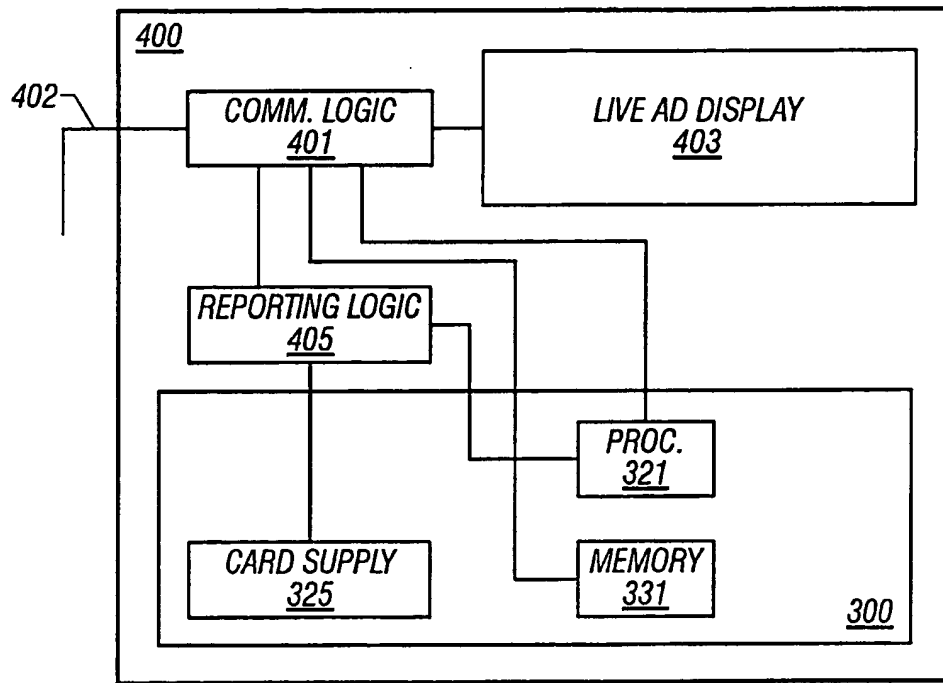 400
402
COMM. LOGIC
401
LIVE AD DISPLAY
403
REPORTING LOGIC
405
PROC.
321
CARD SUPPLY
325
MEMORY
331
300